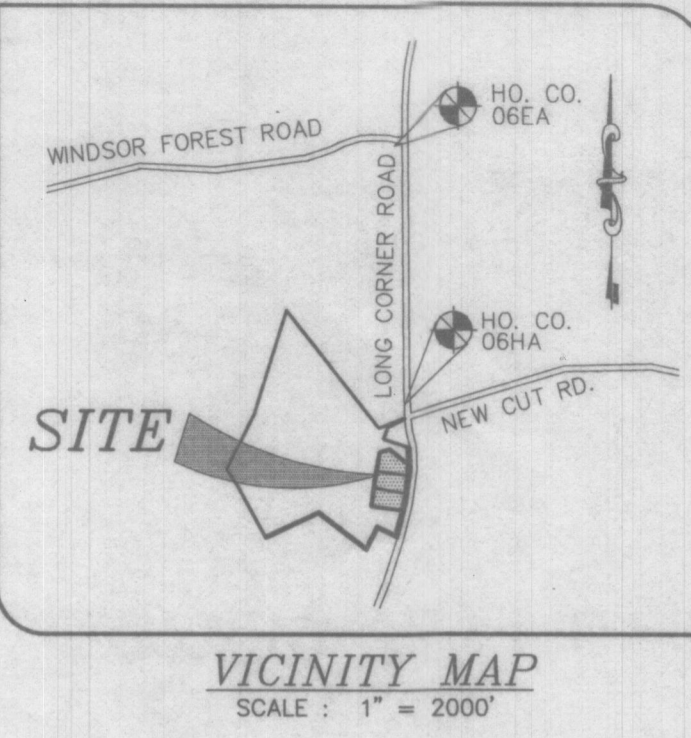 HO. CO.
06EA
WINDSOR FOREST ROAD
LONG CORNER ROAD
HO. CO.
06HA
NEW CUT RD.
SITE
VICINITY MAP
SCALE : 1" = 2000'